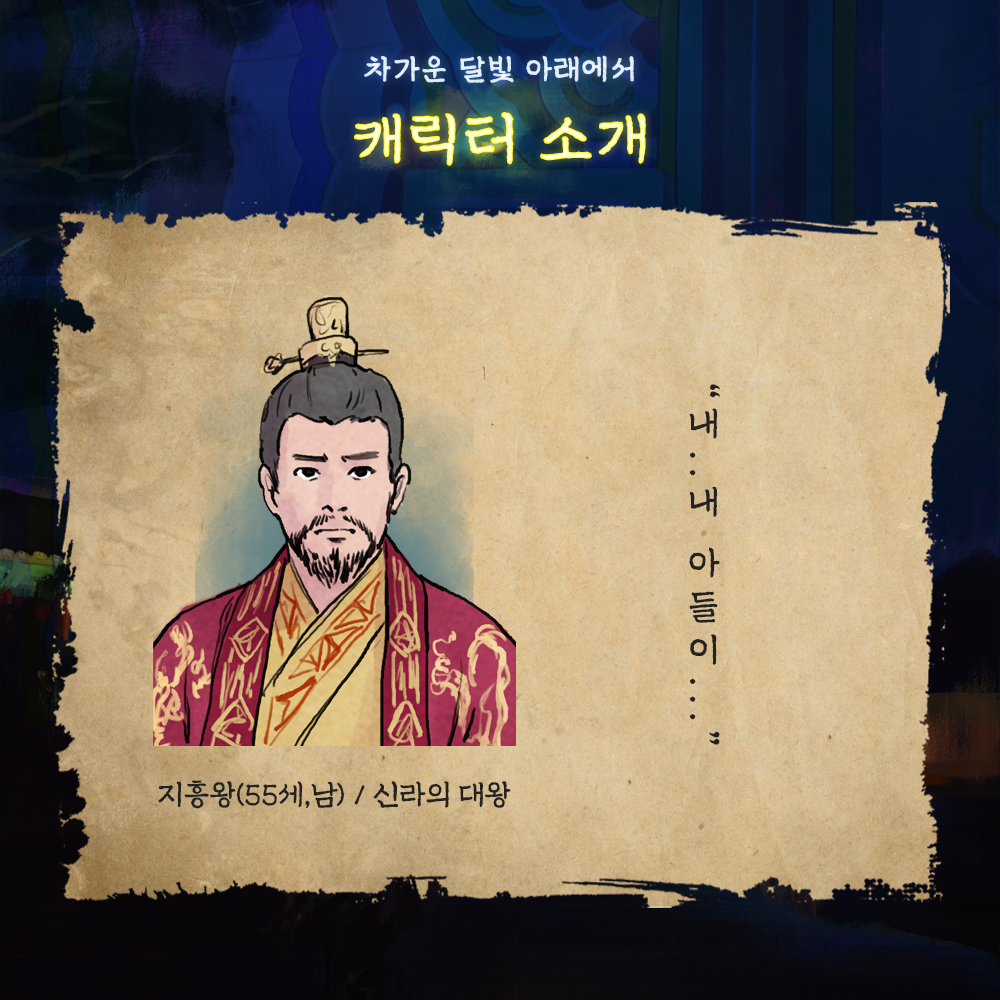 차가운 달빛 아래에서
캐릭터 소개
“내..내 아들이...”
지흥왕(55세,남) / 신라의 대왕